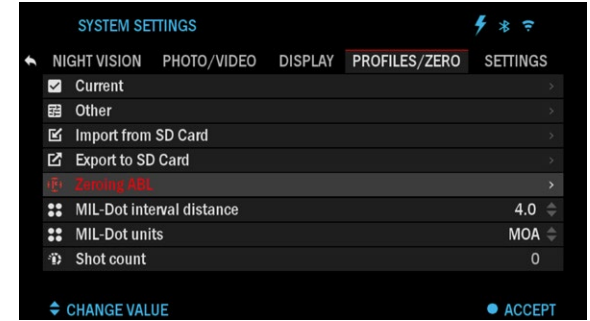 SYSTEM SETTINGS
NIGHT VISION PHOTO/VIDEO DISPLAY PROFILES/ZERO SETTINGS
Current
Other
Import from SD Card
Export to SD Card
Zeroing ABL
MIL-Dot interval distance 4.0
MIL-Dot units MOA
Shot count 0
CHANGE VALUE ACCEPT